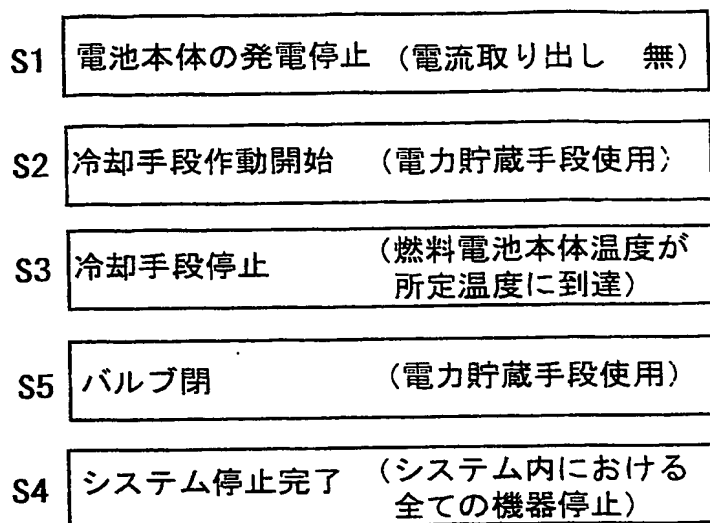 S1 電池本体の発電停止 (電流取り出し 無)
S2 冷却手段作動開始 (電力貯蔵手段使用)
S3 冷却手段停止 (燃料電池本体温度が
所定温度に到達)
S5 バルブ閉 (電力貯蔵手段使用)
S4 システム停止完了 (システム内における
全ての機器停止)